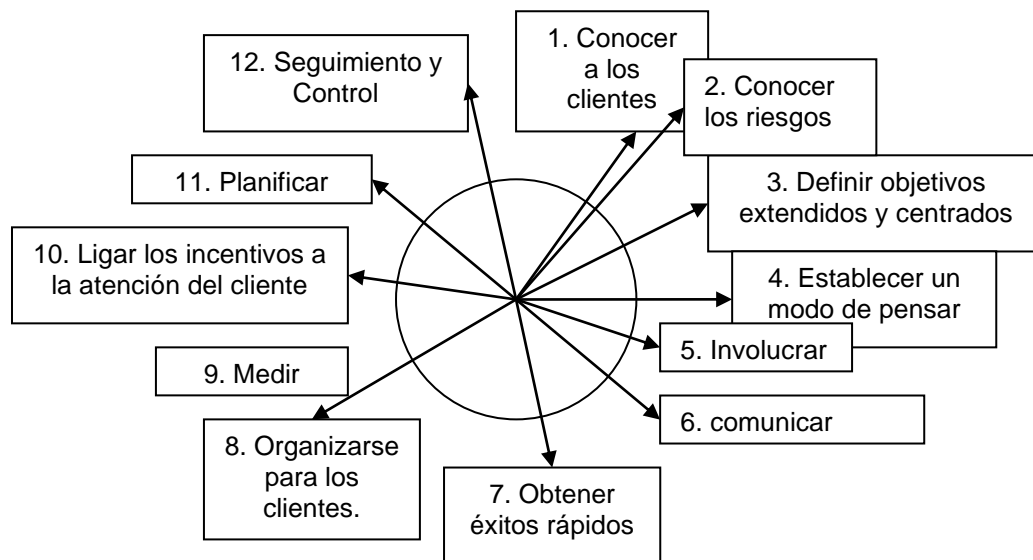 1. Conocer
a los
clientes
2. Conocer
los riesgos
3. Definir objetivos
extendidos y centrados
4. Establecer un
modo de pensar
5. Involucrar
6. comunicar
7. Obtener
éxitos rápidos
8. Organizarse
para los
clientes.
9. Medir
10. Ligar los incentivos a
la atención del cliente
11. Planificar
12. Seguimiento y
Control